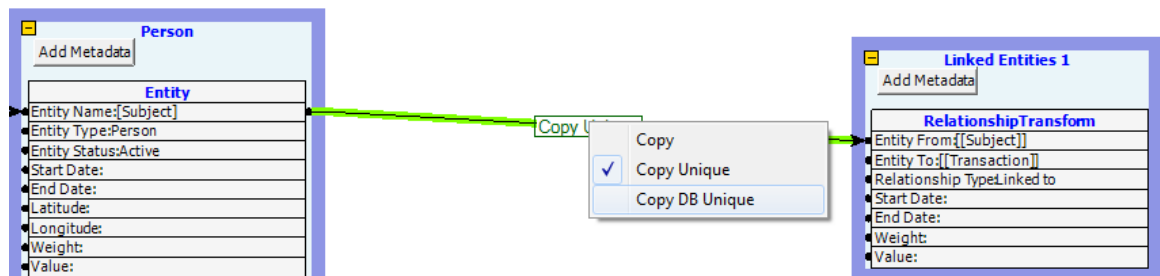 Person
Add Metadata
Entity
Entity Name:[Subject]
Entity Type:Person
Entity Status:Active
Start Date:
End Date:
Latitude:
Longitude:
Weight:
Value:
Copy
Copy
Copy Unique
Copy DB Unique
Linked Entities 1
Add Metadata
RelationshipTransform
Entity From:[[Subject]]
Entity To:[[Transaction]]
Relationship Type:Linked to
Start Date:
End Date:
Weight:
Value: